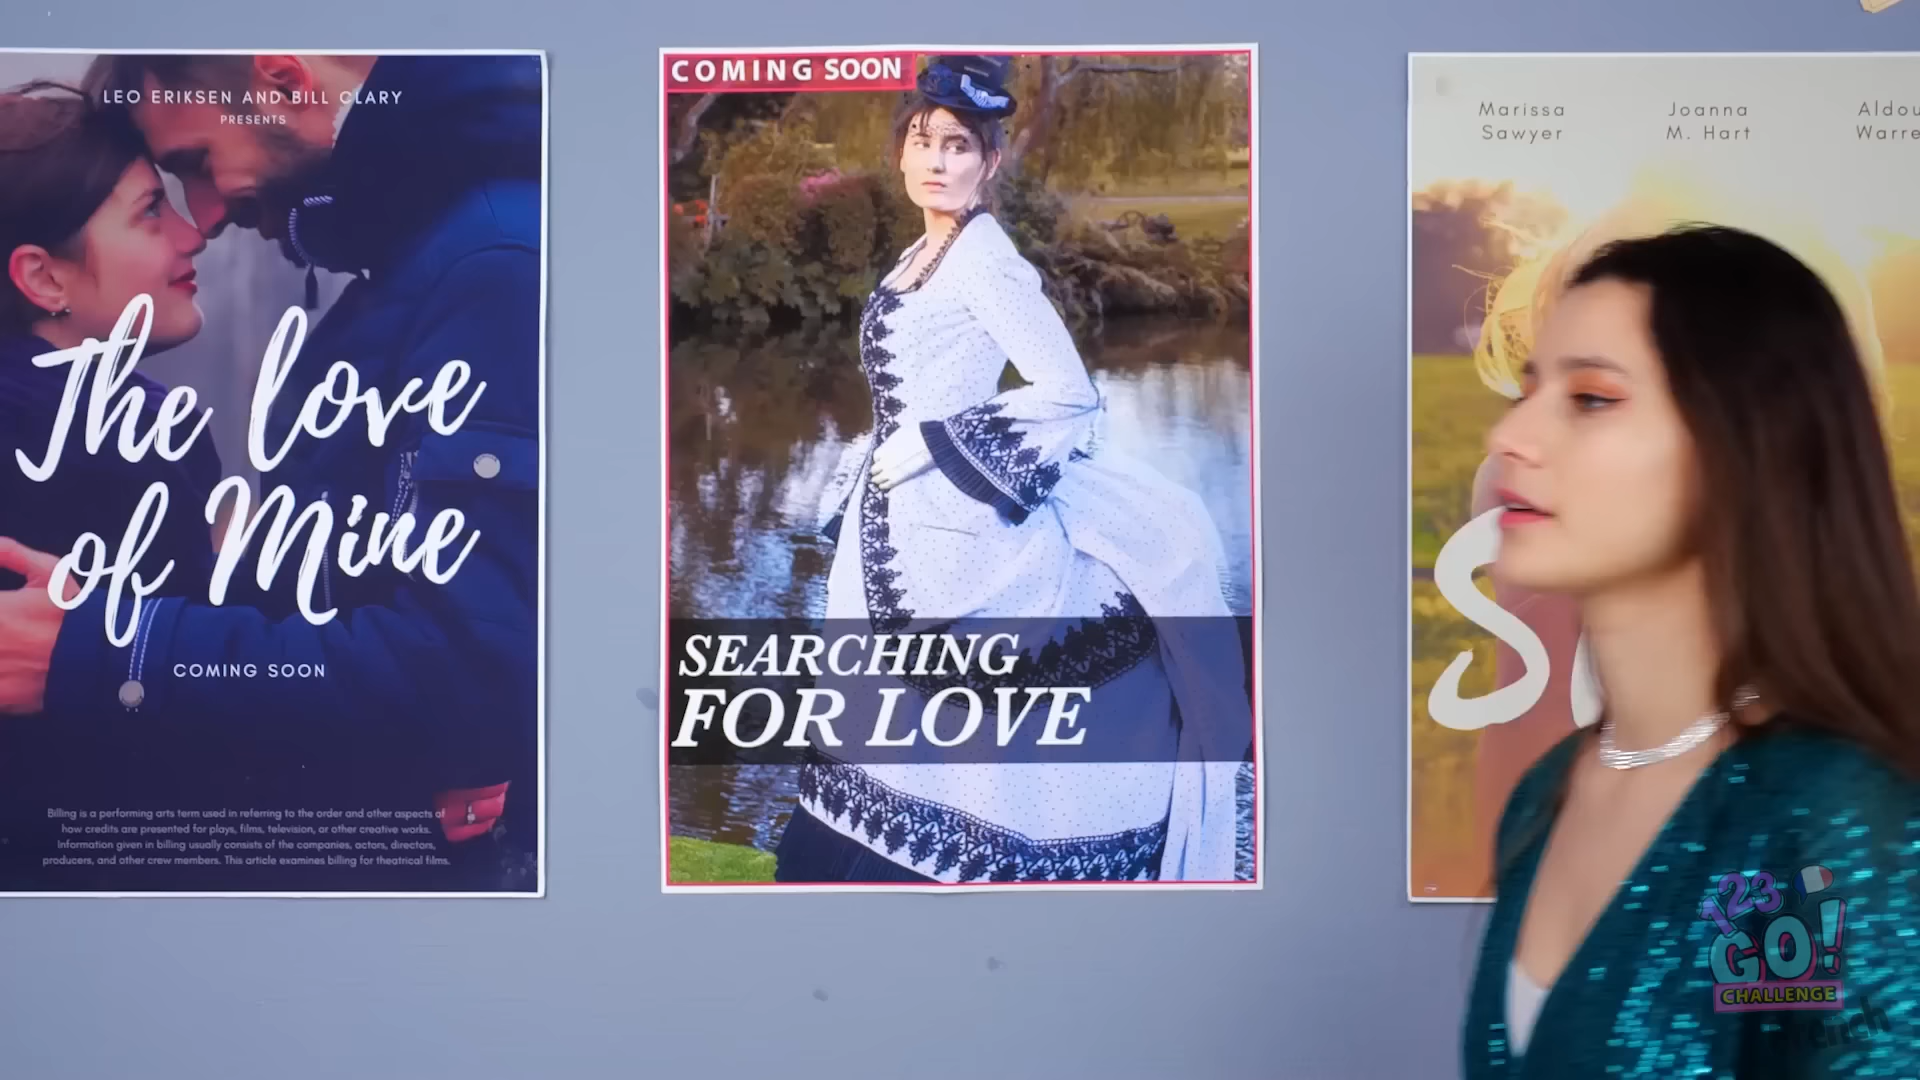 LEO ERIKSEN AND BILL CLARY
PRESENTS
The love
of Mine
COMING SOON
Billing is a performing arts term used in referring to the order and other aspects of
how credits are presented for plays, films, television, or other creative works.
Information given in billing usually consists of the companies, actors, directors,
producers, and other crew members. This article examines billing for theatrical films.
COMING SOON
SEARCHING
FOR LOVE
Marissa
Sawyer
Joanna
M. Hart
Aldou
Warre
S
123
GO!
CHALLENGE
French